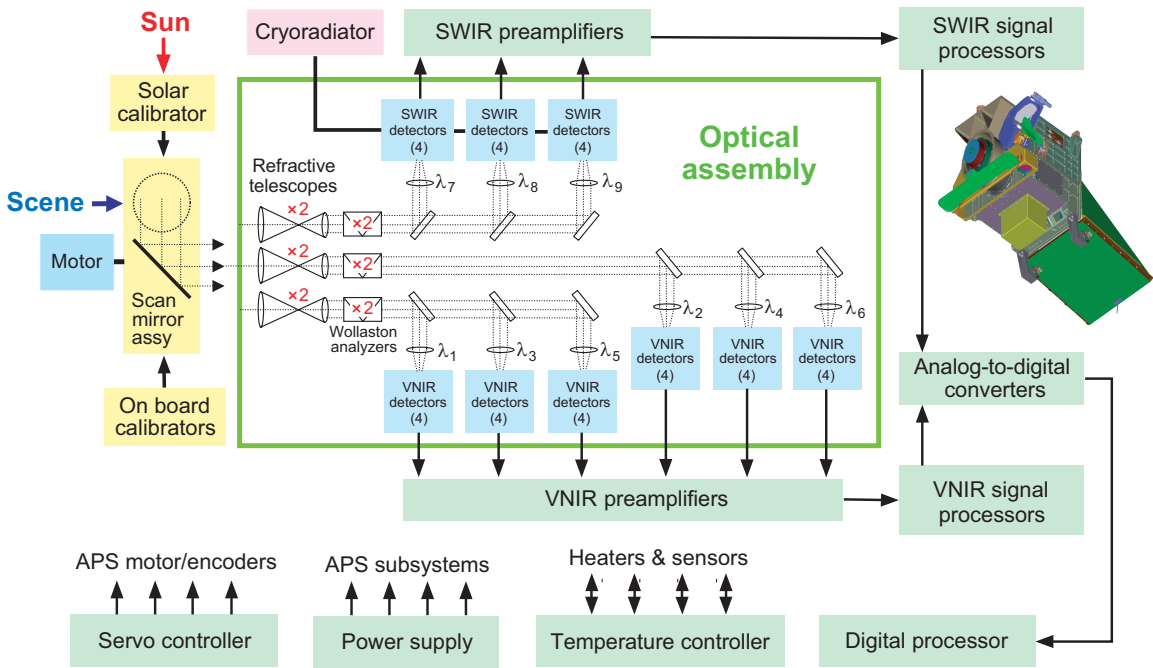 Sun
Cryoradiator
SWIR preamplifiers
SWIR signal
processors
Solar
calibrator
SWIR
detectors
(4)
SWIR
detectors
(4)
SWIR
detectors
(4)
Optical
assembly
Refractive
telescopes
λ7
λ8
λ9
Scene
×2
×2
Motor
×2
×2
Scan
mirror
assy
×2
×2
Wollaston
analyzers
λ2
λ4
λ6
λ1
λ3
λ5
VNIR
detectors
(4)
VNIR
detectors
(4)
VNIR
detectors
(4)
VNIR
detectors
(4)
VNIR
detectors
(4)
VNIR
detectors
(4)
Analog-to-digital
converters
On board
calibrators
VNIR preamplifiers
VNIR signal
processors
APS motor/encoders
APS subsystems
Heaters & sensors
Servo controller
Power supply
Temperature controller
Digital processor